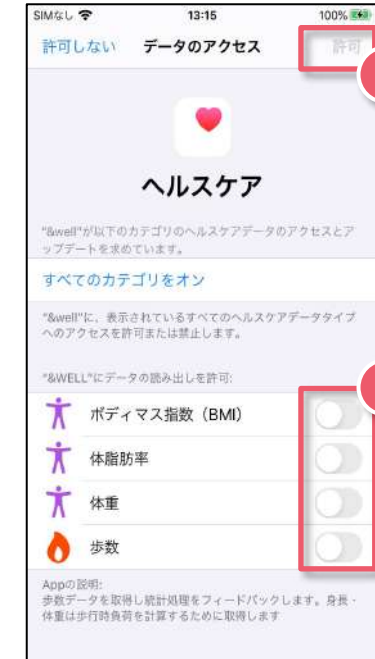 SIMなし 13:15 100%
許可しない データのアクセス 許可
ヘルスケア
"&well"が以下のカテゴリのヘルスケアデータのアクセスとア
ップデートを求めています。
すべてのカテゴリをオン
"&well"に、表示されているすべてのヘルスケアデータタイプ
へのアクセスを許可または禁止します。
"&WELL"にデータの読み出しを許可:
ボディマス指数（BMI）
体脂肪率
体重
歩数
Appの説明:
歩数データを取得し統計処理をフィードバックします。身長・
体重は歩行時負荷を計算するために取得します